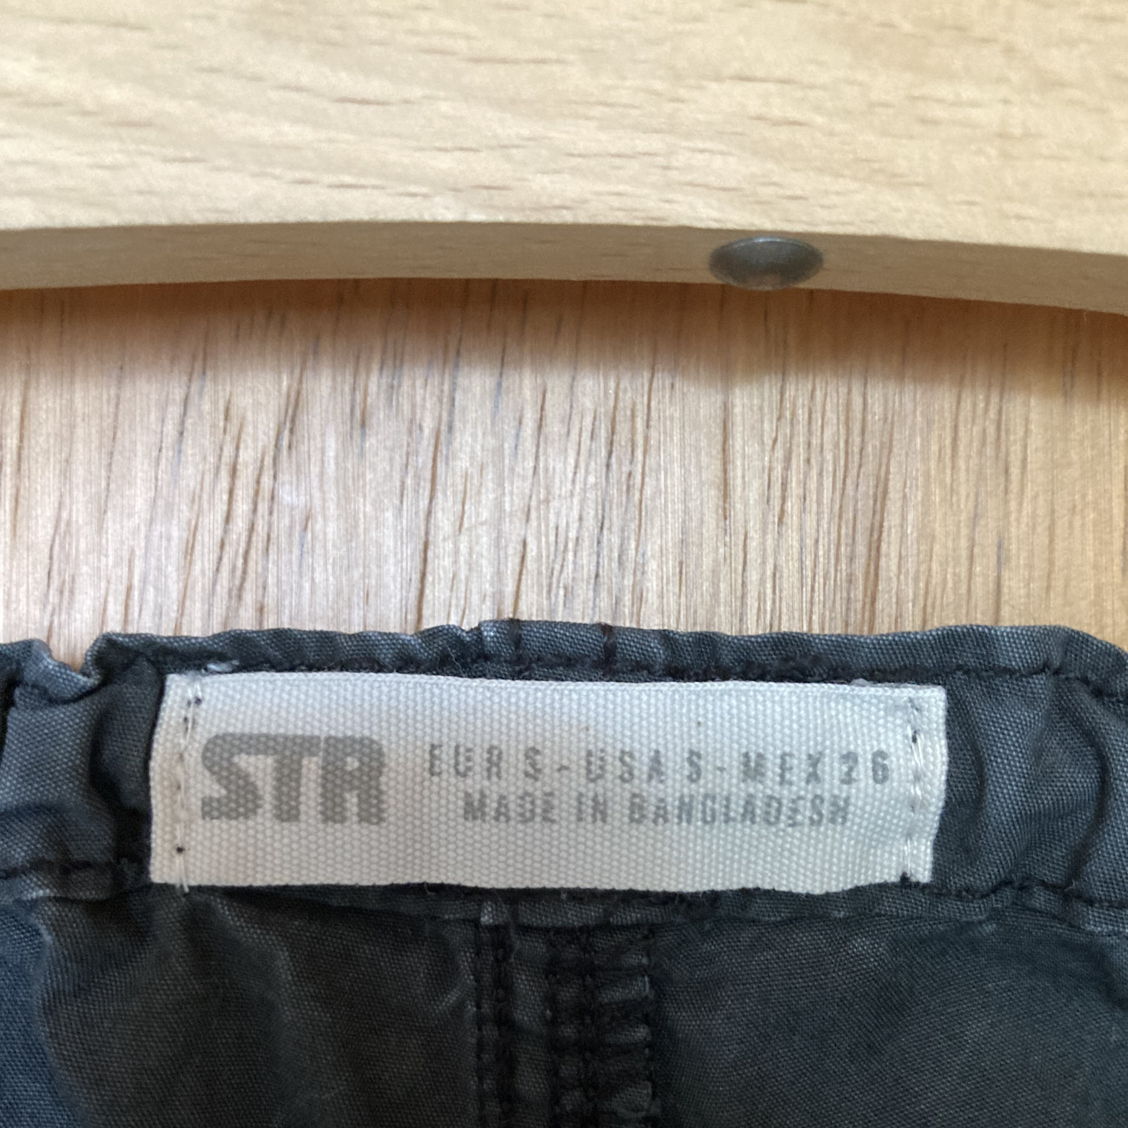 STR
EUR S - USA S - MEX 26
MADE IN BANGLADESH